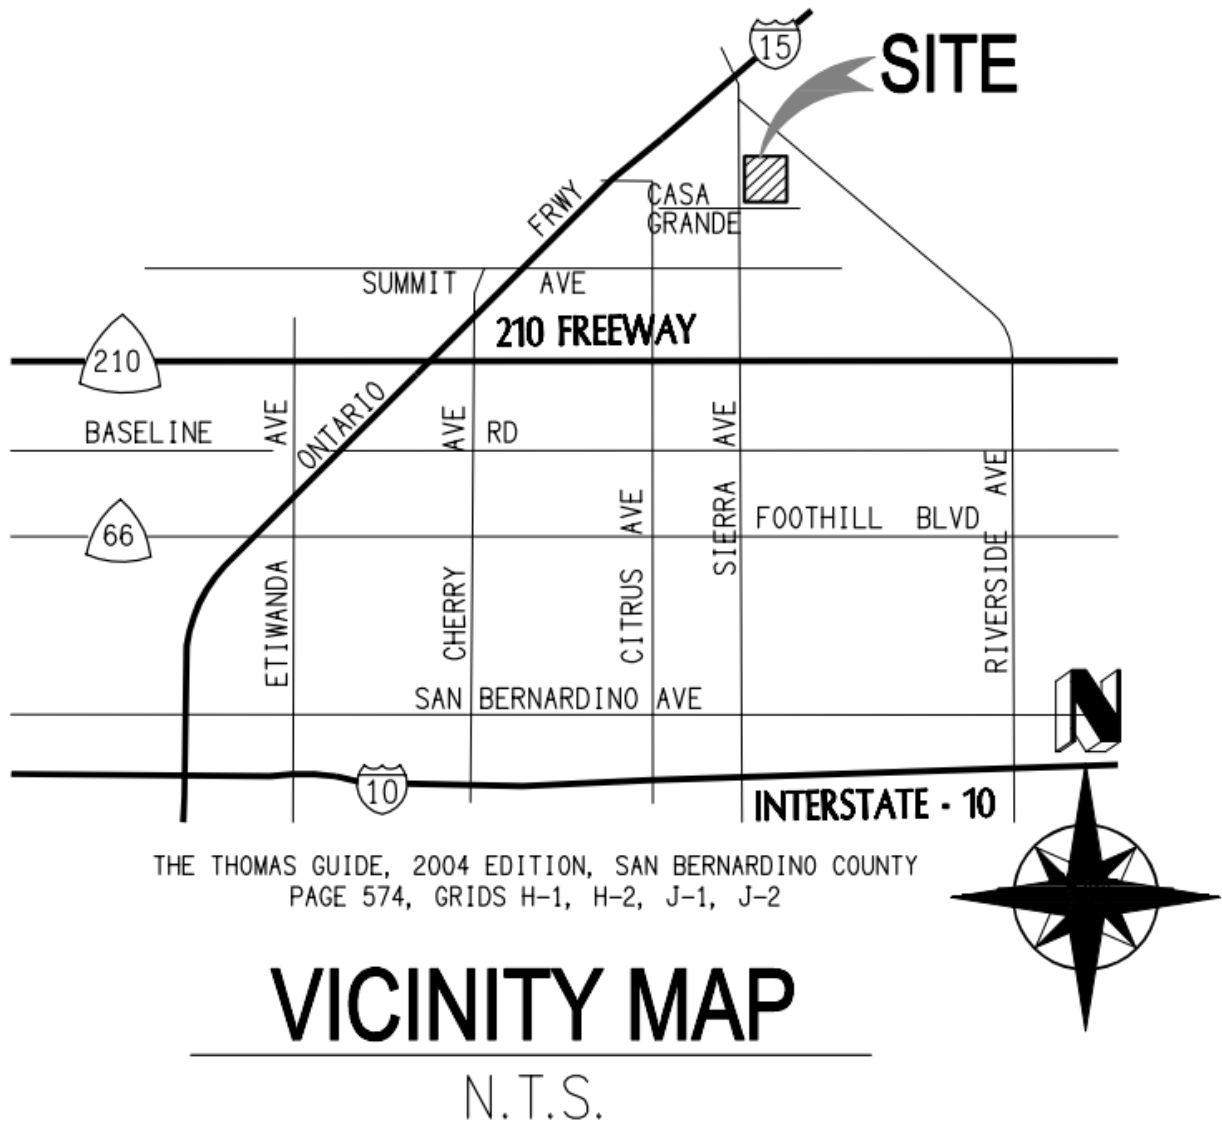 15
SITE
FRWY
CASA
GRANDE
SUMMIT AVE
210 FREEWAY
210
ONTARIO
BASELINE RD
ETIWANDA AVE
CHERRY AVE
CITRUS AVE
SIERRA AVE
RIVERSIDE AVE
66
FOOTHILL BLVD
SAN BERNARDINO AVE
N
10
INTERSTATE - 10
THE THOMAS GUIDE, 2004 EDITION, SAN BERNARDINO COUNTY
PAGE 574, GRIDS H-1, H-2, J-1, J-2
VICINITY MAP
N.T.S.